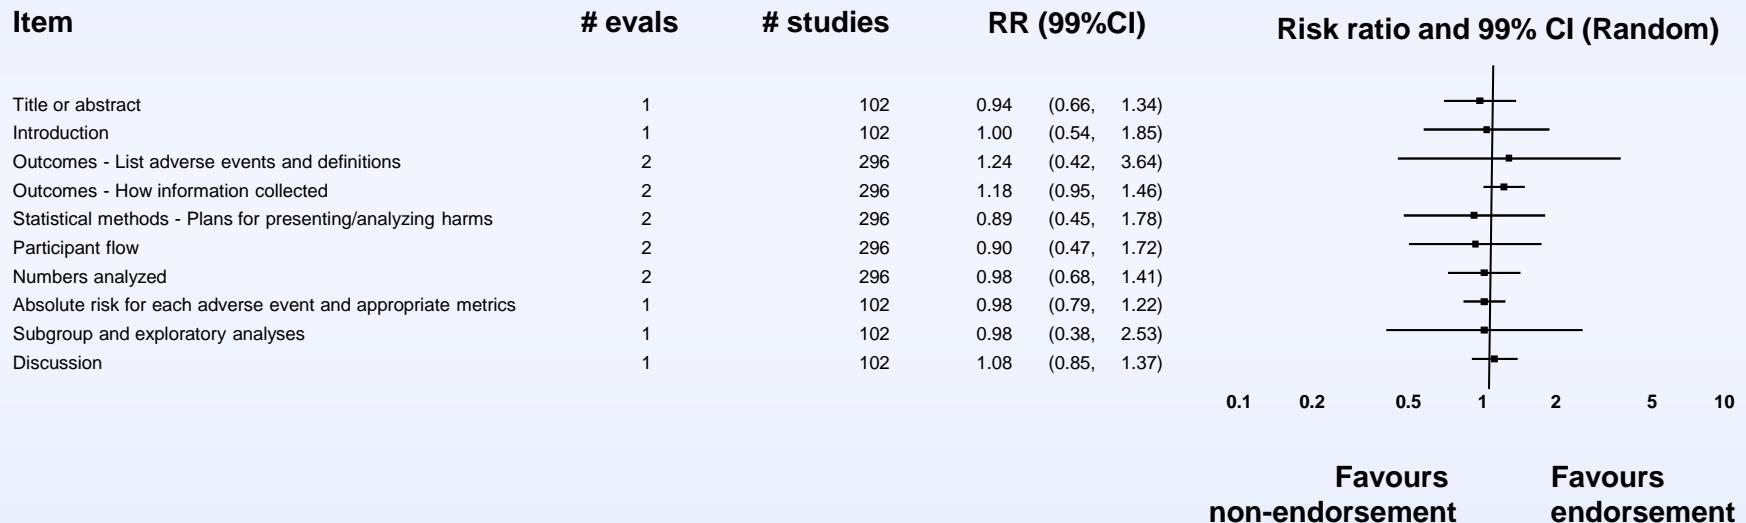 Item # evals # studies RR (99%CI) Risk ratio and 99% CI (Random)
Title or abstract 1 102 0.94 (0.66, 1.34)
Introduction 1 102 1.00 (0.54, 1.85)
Outcomes - List adverse events and definitions 2 296 1.24 (0.42, 3.64)
Outcomes - How information collected 2 296 1.18 (0.95, 1.46)
Statistical methods - Plans for presenting/analyzing harms 2 296 0.89 (0.45, 1.78)
Participant flow 2 296 0.90 (0.47, 1.72)
Numbers analyzed 2 296 0.98 (0.68, 1.41)
Absolute risk for each adverse event and appropriate metrics 1 102 0.98 (0.79, 1.22)
Subgroup and exploratory analyses 1 102 0.98 (0.38, 2.53)
Discussion 1 102 1.08 (0.85, 1.37)
0.1 0.2 0.5 1 2 5 10
Favours Favours
non-endorsement endorsement